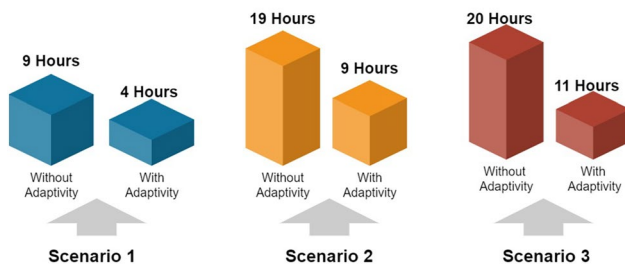 9 Hours
4 Hours
Without
Adaptivity
With
Adaptivity
Scenario 1
19 Hours
9 Hours
Without
Adaptivity
With
Adaptivity
Scenario 2
20 Hours
11 Hours
Without
Adaptivity
With
Adaptivity
Scenario 3